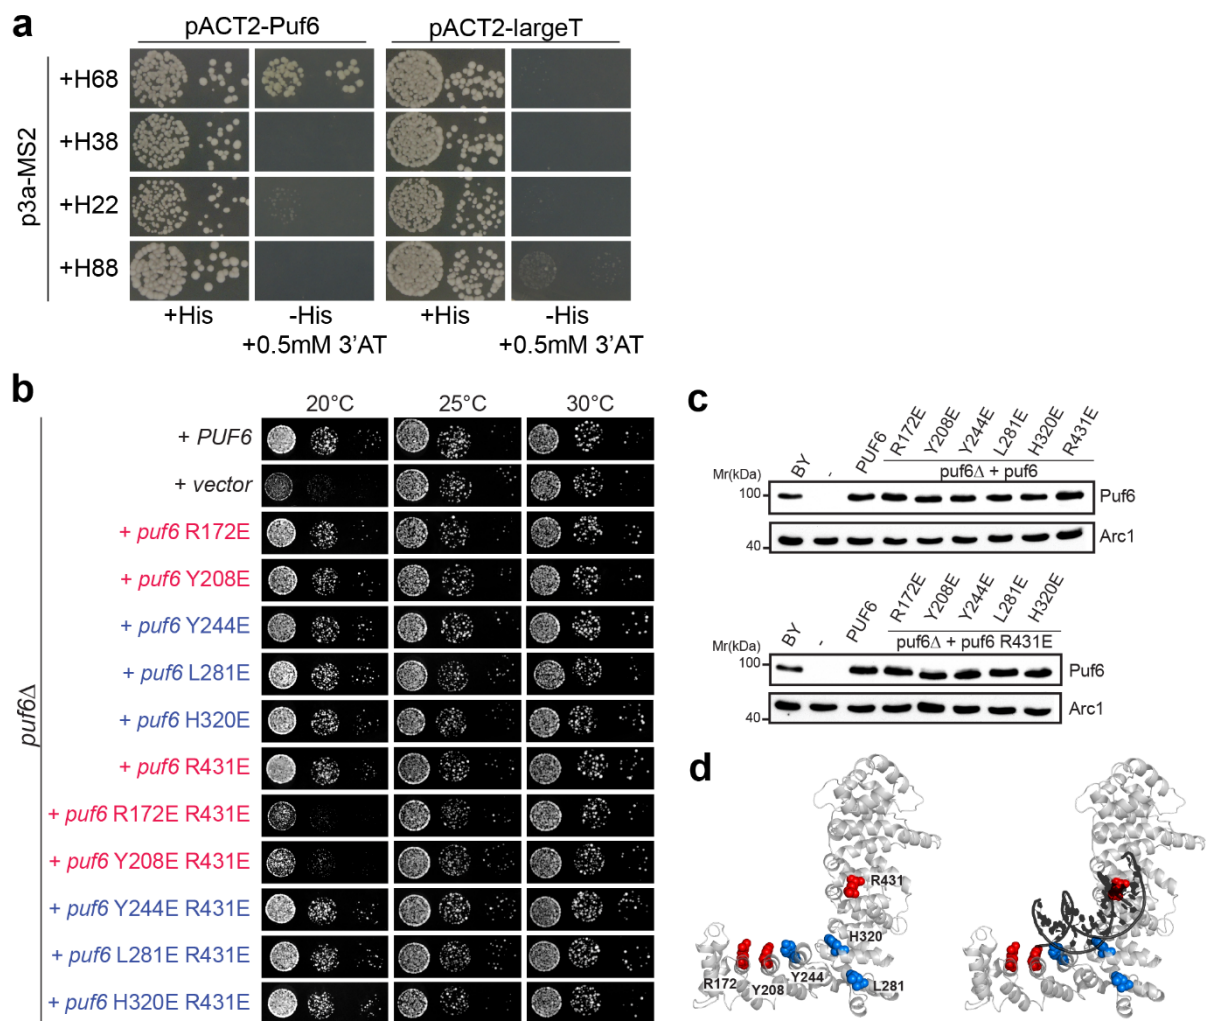 a
pACT2-Puf6
pACT2-largeT
p3a-MS2
+H68
+H38
+H22
+H88
+His
-His
+0.5mM 3'AT
+His
-His
+0.5mM 3'AT
b
20°C
25°C
30°C
puf6Δ
+ PUF6
+ vector
+ puf6 R172E
+ puf6 Y208E
+ puf6 Y244E
+ puf6 L281E
+ puf6 H320E
+ puf6 R431E
+ puf6 R172E R431E
+ puf6 Y208E R431E
+ puf6 Y244E R431E
+ puf6 L281E R431E
+ puf6 H320E R431E
c
BY
-
PUF6
R172E
Y208E
Y244E
L281E
H320E
R431E
Mr(kDa)
puf6Δ + puf6
100
Puf6
40
Arc1
BY
-
PUF6
R172E
Y208E
Y244E
L281E
H320E
Mr(kDa)
puf6Δ + puf6 R431E
100
Puf6
40
Arc1
d
R431
H320
R172
Y208
Y244
L281